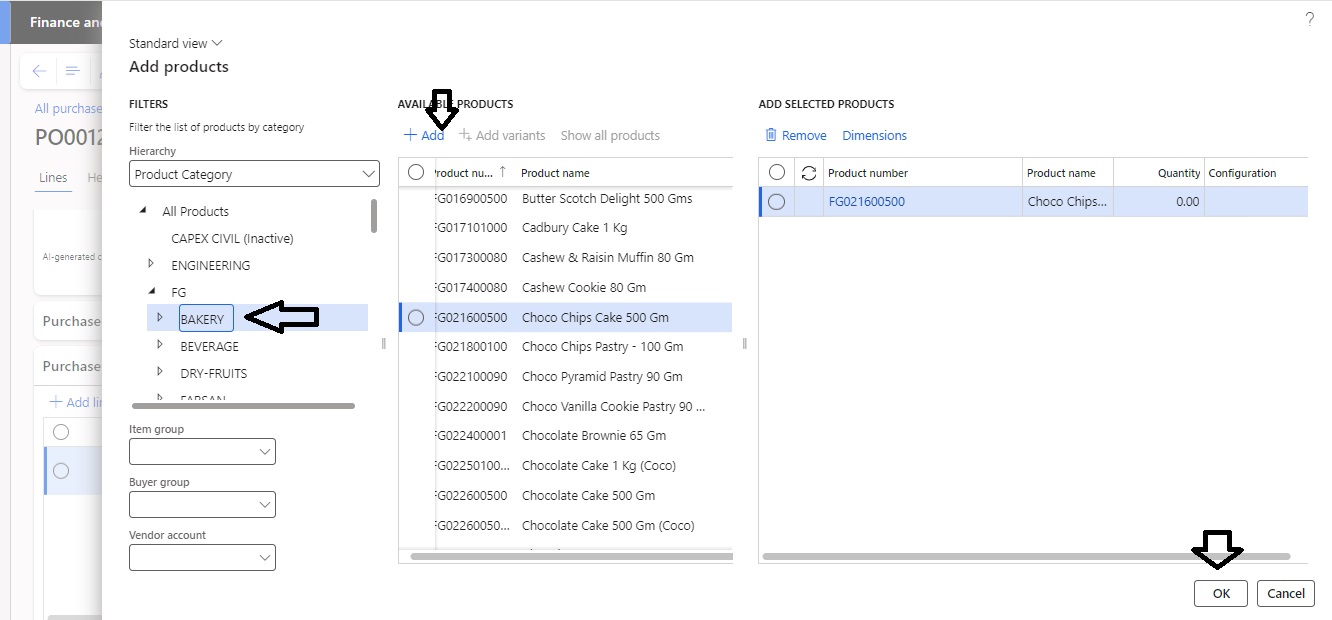 Finance and
?
Standard view
Add products
All purchase
PO0012
Lines
He
AI-generated c
Purchase
Purchase
Add lin
FILTERS
Filter the list of products by category
Hierarchy
Product Category
All Products
CAPEX CIVIL (Inactive)
ENGINEERING
FG
BAKERY
BEVERAGE
DRY-FRUITS
Item group
Buyer group
Vendor account
AVAILABLE PRODUCTS
Add Add variants Show all products
Product nu... ↑ Product name
FG016900500 Butter Scotch Delight 500 Gms
FG017101000 Cadbury Cake 1 Kg
FG017300080 Cashew & Raisin Muffin 80 Gm
FG017400080 Cashew Cookie 80 Gm
FG021600500 Choco Chips Cake 500 Gm
FG021800100 Choco Chips Pastry - 100 Gm
FG022100090 Choco Pyramid Pastry 90 Gm
FG022200090 Choco Vanilla Cookie Pastry 90 ...
FG022400001 Chocolate Brownie 65 Gm
FG02250100... Chocolate Cake 1 Kg (Coco)
FG022600500 Chocolate Cake 500 Gm
FG02260050... Chocolate Cake 500 Gm (Coco)
ADD SELECTED PRODUCTS
Remove Dimensions
Product number Product name Quantity Configuration
FG021600500 Choco Chips... 0.00
OK Cancel